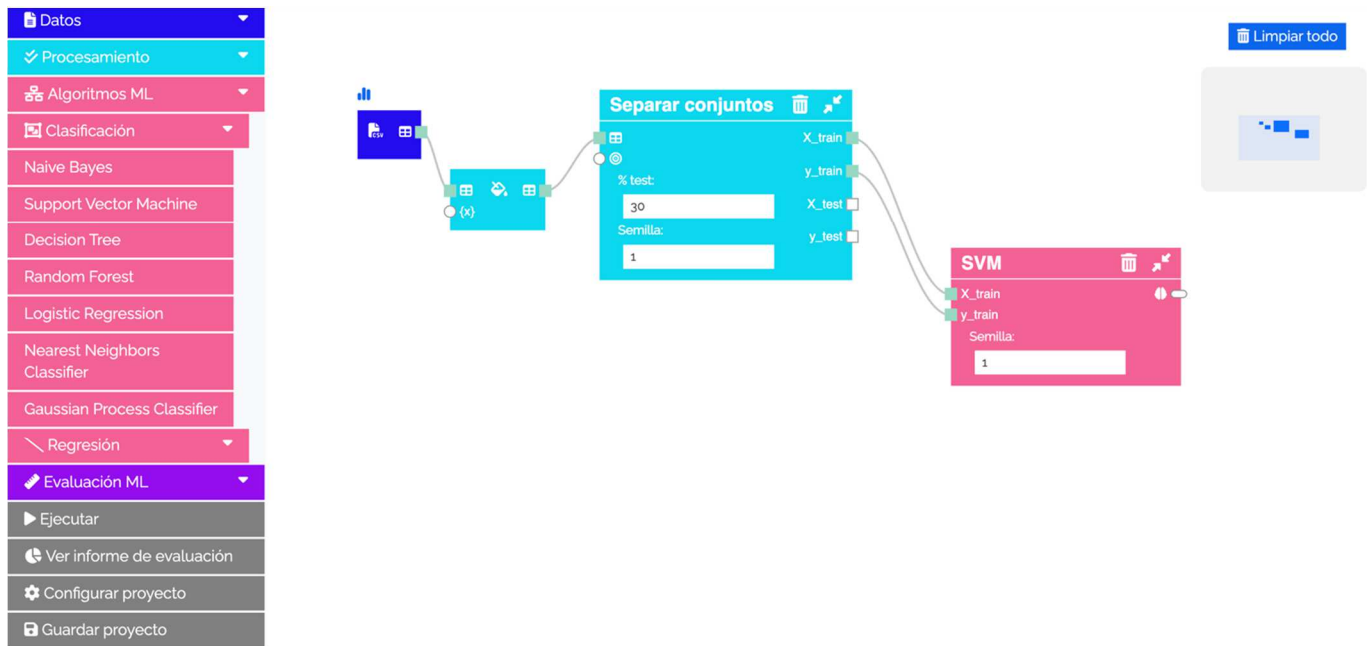 Datos
Procesamiento
Algoritmos ML
Clasificación
Naive Bayes
Support Vector Machine
Decision Tree
Random Forest
Logistic Regression
Nearest Neighbors
Classifier
Gaussian Process Classifier
Regresión
Evaluación ML
Ejecutar
Ver informe de evaluación
Configurar proyecto
Guardar proyecto
Limpiar todo
CSV
{x}
Separar conjuntos
X_train
y_train
% test:
30
X_test
Semilla:
y_test
1
SVM
X_train
y_train
Semilla:
1